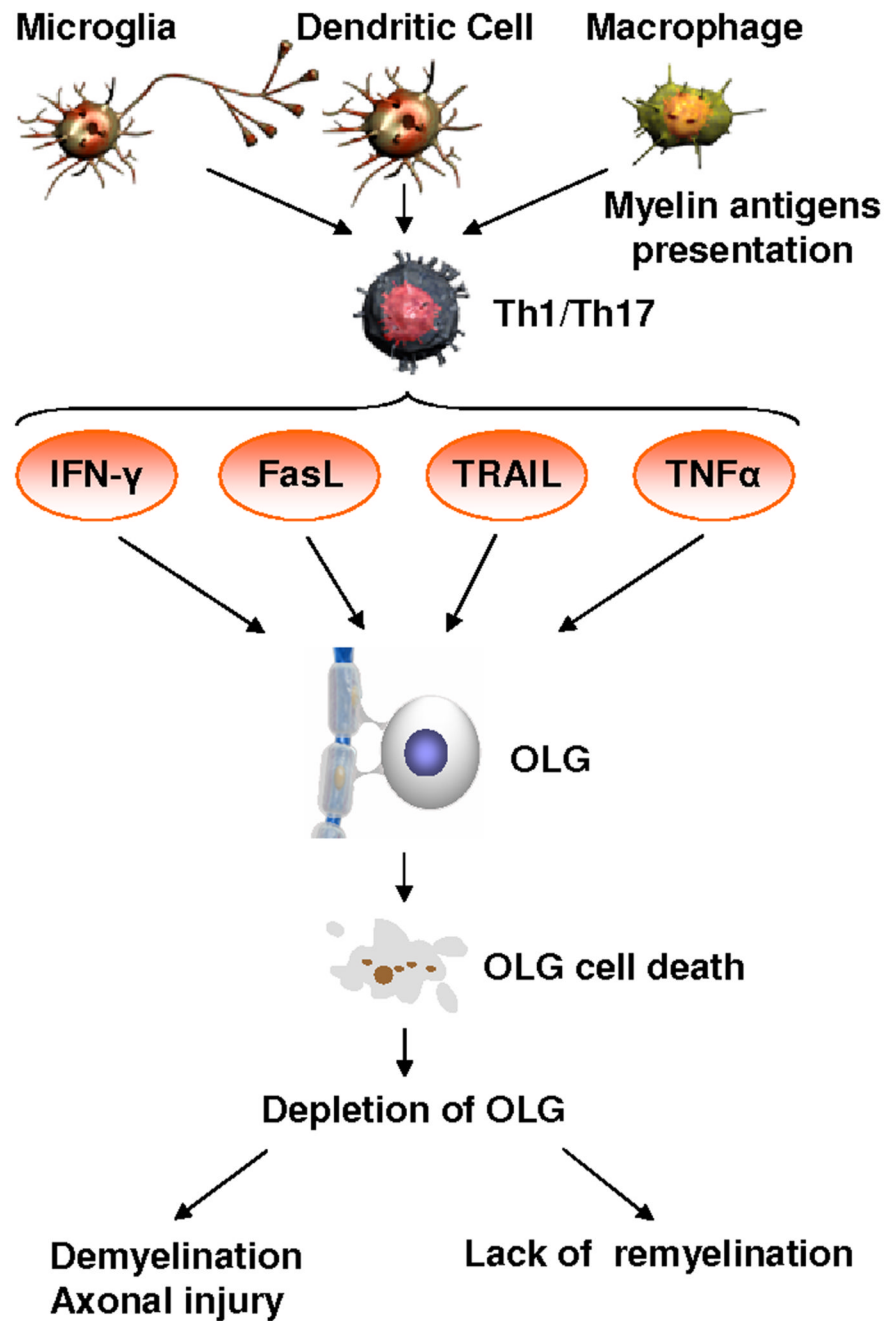 Microglia
Dendritic Cell
Macrophage
Myelin antigens
presentation
Th1/Th17
IFN-γ
FasL
TRAIL
TNFα
OLG
OLG cell death
Depletion of OLG
Demyelination
Axonal injury
Lack of remyelination